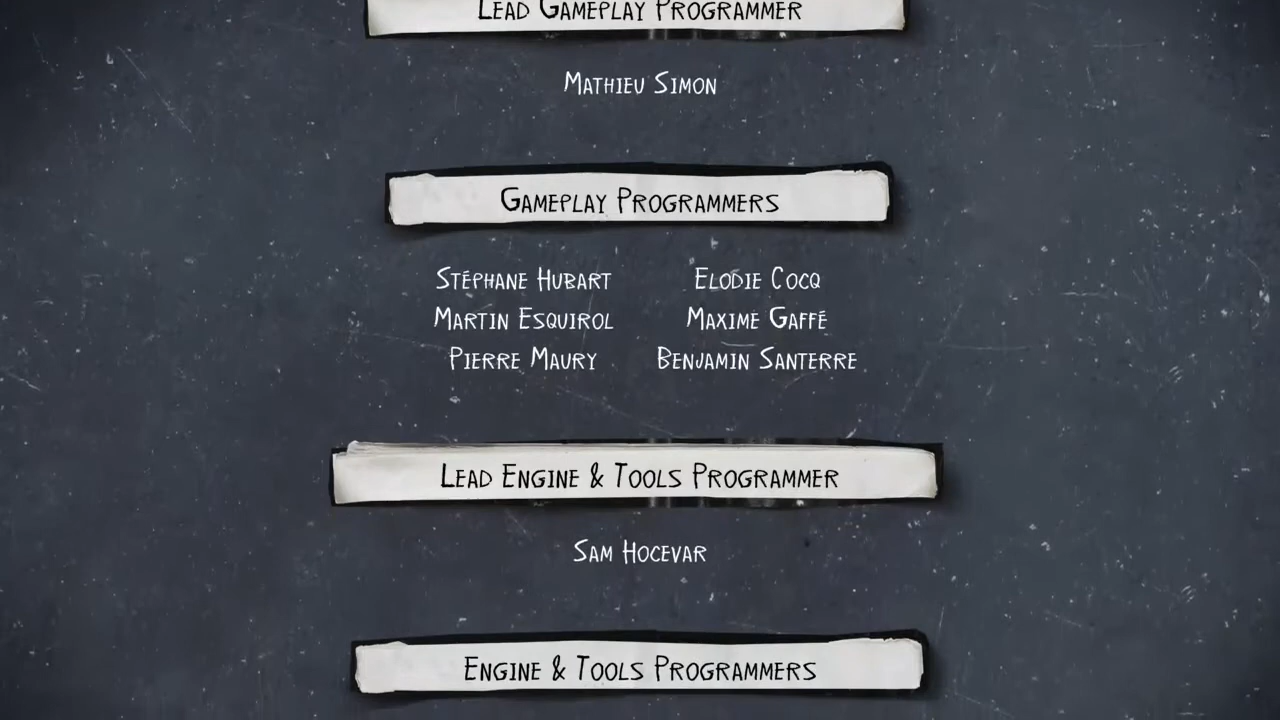 Lead Gameplay Programmer
Mathieu Simon
Gameplay Programmers
Stéphane Hubart Elodie Cocq
Martin Esquirol Maxime Gaffé
Pierre Maury Benjamin Santerre
Lead Engine & Tools Programmer
Sam Hocevar
Engine & Tools Programmers